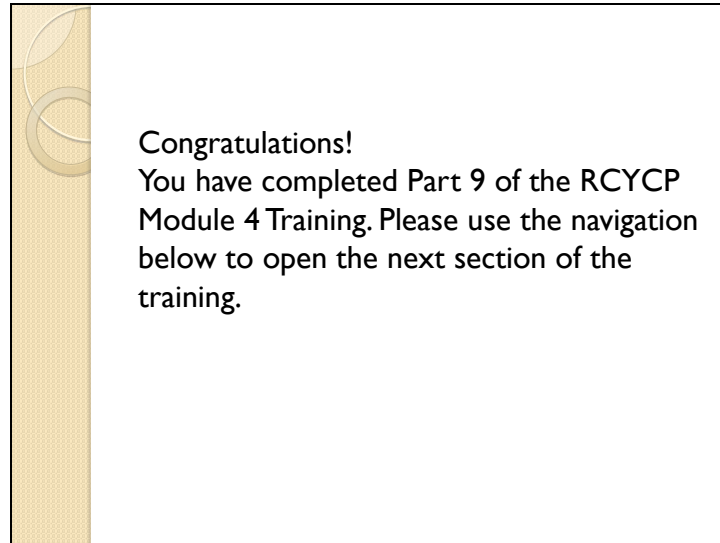 Congratulations!
You have completed Part 9 of the RCYCP
Module 4 Training. Please use the navigation
below to open the next section of the
training.